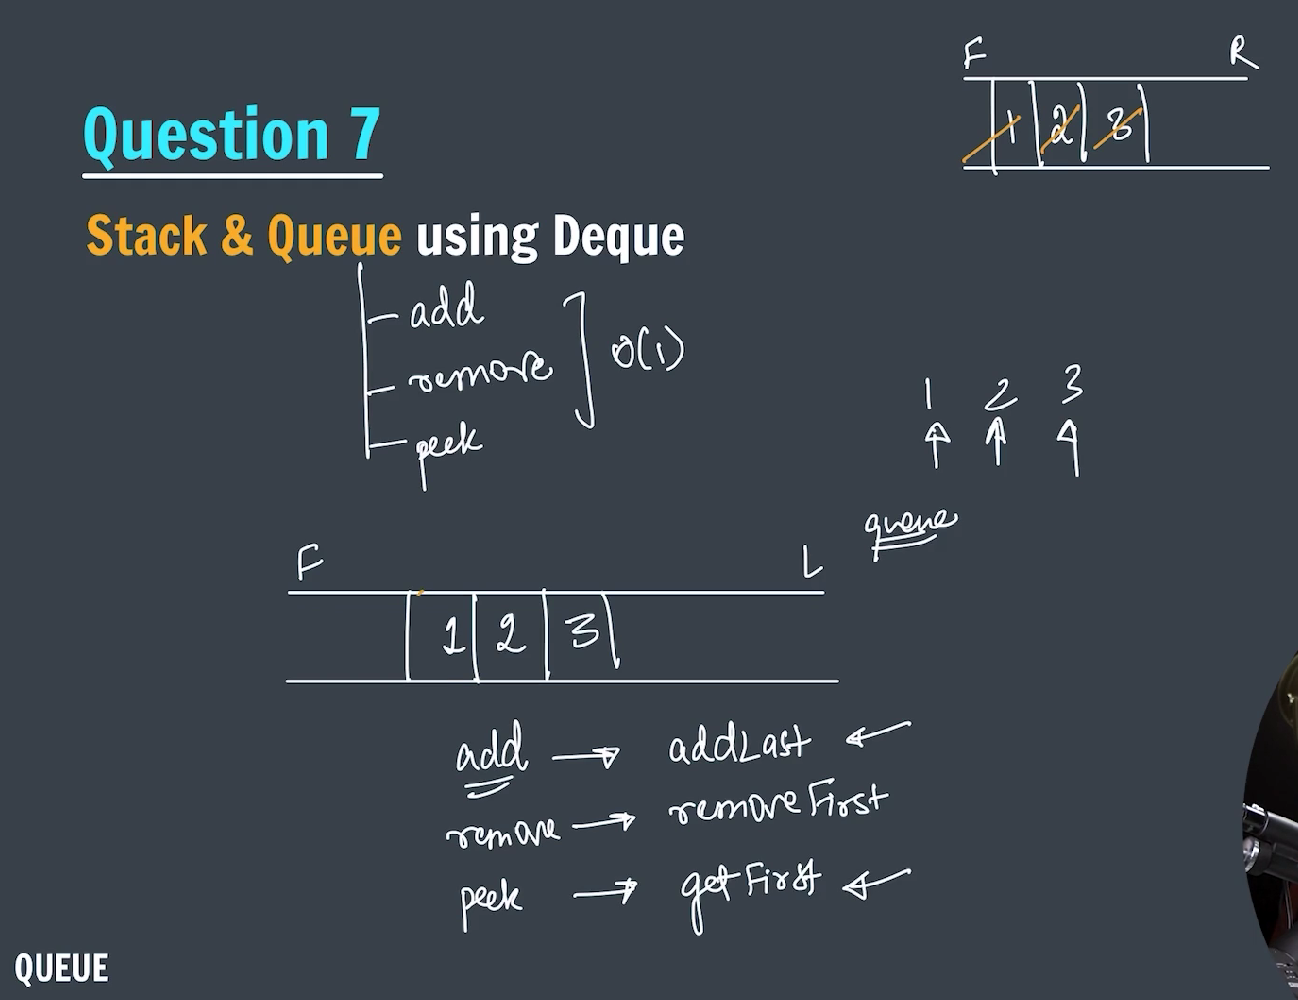 F R
1 2 3
Question 7
Stack & Queue using Deque
add
remove
O(1)
peek
1 2 3
queue
F L
1 2 3
add → addLast ←
remove → removeFirst
peek → getFirst ←
QUEUE